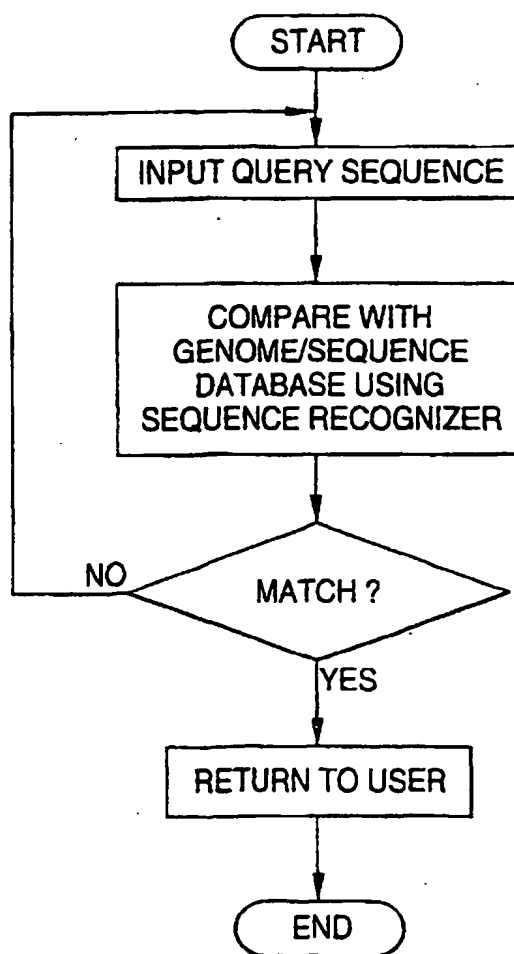 START
INPUT QUERY SEQUENCE
COMPARE WITH
GENOME/SEQUENCE
DATABASE USING
SEQUENCE RECOGNIZER
NO
MATCH ?
YES
RETURN TO USER
END